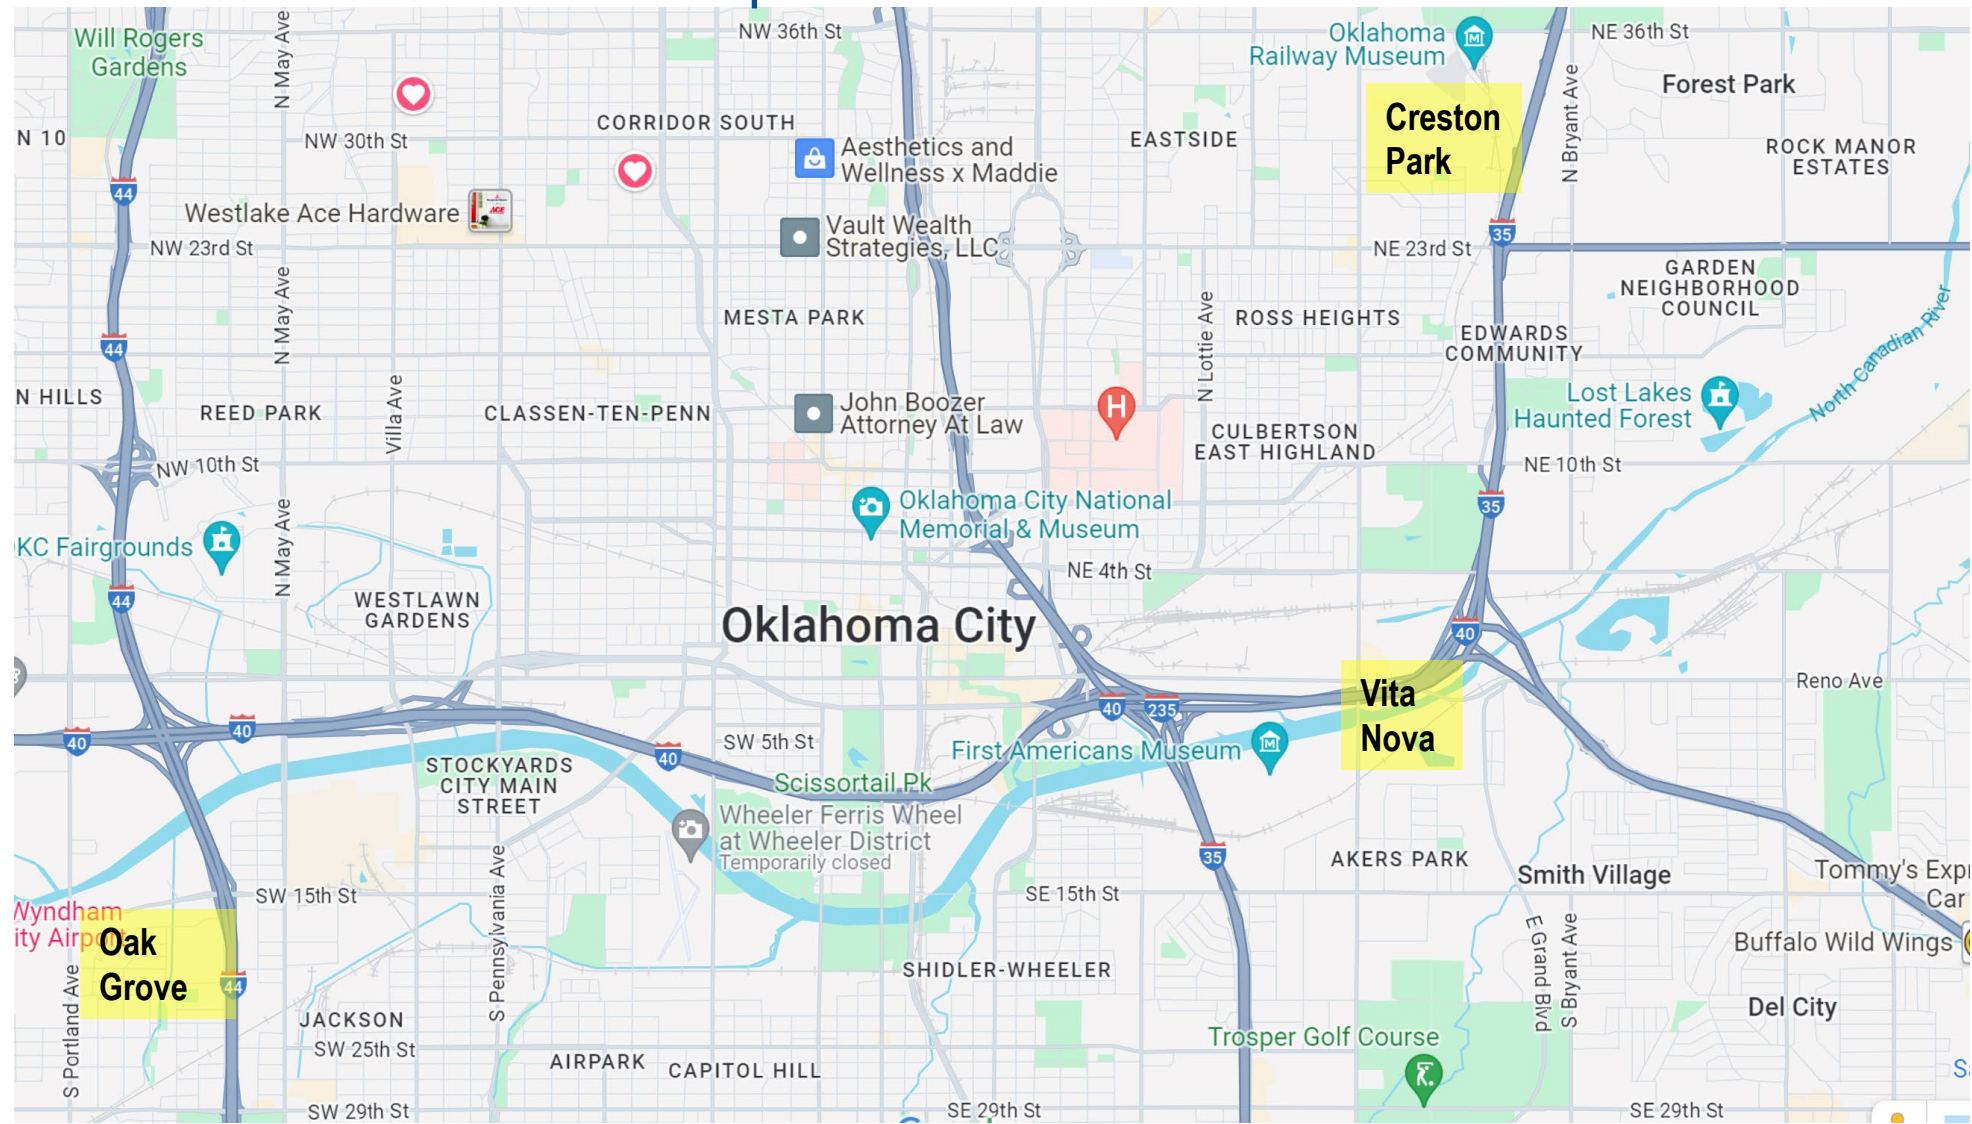 Will Rogers
Gardens
N May Ave
NW 36th St
Oklahoma
Railway Museum
NE 36th St
Forest Park
N 10
NW 30th St
CORRIDOR SOUTH
Aesthetics and
Wellness x Maddie
EASTSIDE
Creston
Park
N Bryant Ave
ROCK MANOR
ESTATES
44
Westlake Ace Hardware
ACE
Vault Wealth
Strategies, LLC
NW 23rd St
NE 23rd St
35
GARDEN
NEIGHBORHOOD
COUNCIL
N May Ave
MESTA PARK
N Lottie Ave
ROSS HEIGHTS
EDWARDS
COMMUNITY
North Canadian River
44
N HILLS
REED PARK
Villa Ave
CLASSEN-TEN-PENN
John Boozer
Attorney At Law
H
CULBERTSON
EAST HIGHLAND
Lost Lakes
Haunted Forest
NW 10th St
NE 10th St
35
Oklahoma City National
Memorial & Museum
KC Fairgrounds
N May Ave
NE 4th St
44
WESTLAWN
GARDENS
Oklahoma City
40
Vita
Nova
Reno Ave
40
40
40
235
SW 5th St
First Americans Museum
M
40
STOCKYARDS
CITY MAIN
STREET
Scissortail Pk
Wheeler Ferris Wheel
at Wheeler District
Temporarily closed
35
AKERS PARK
Smith Village
Tommy's Expr
Car
SW 15th St
SE 15th St
Wyndham
ity Airport
Oak
Grove
44
S Portland Ave
S Pennsylvania Ave
SHIDLER-WHEELER
E Grand Blvd
S Bryant Ave
Buffalo Wild Wings
Del City
JACKSON
SW 25th St
AIRPARK
CAPITOL HILL
Trosper Golf Course
SW 29th St
SE 29th St
SE 29th St